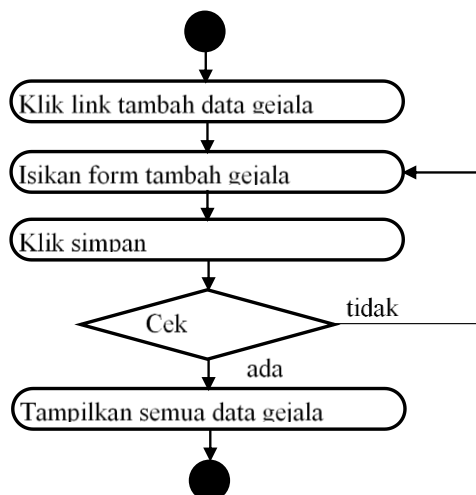 Klik link tambah data gejala
Isikan form tambah gejala
Klik simpan
Cek
tidak
ada
Tampilkan semua data gejala